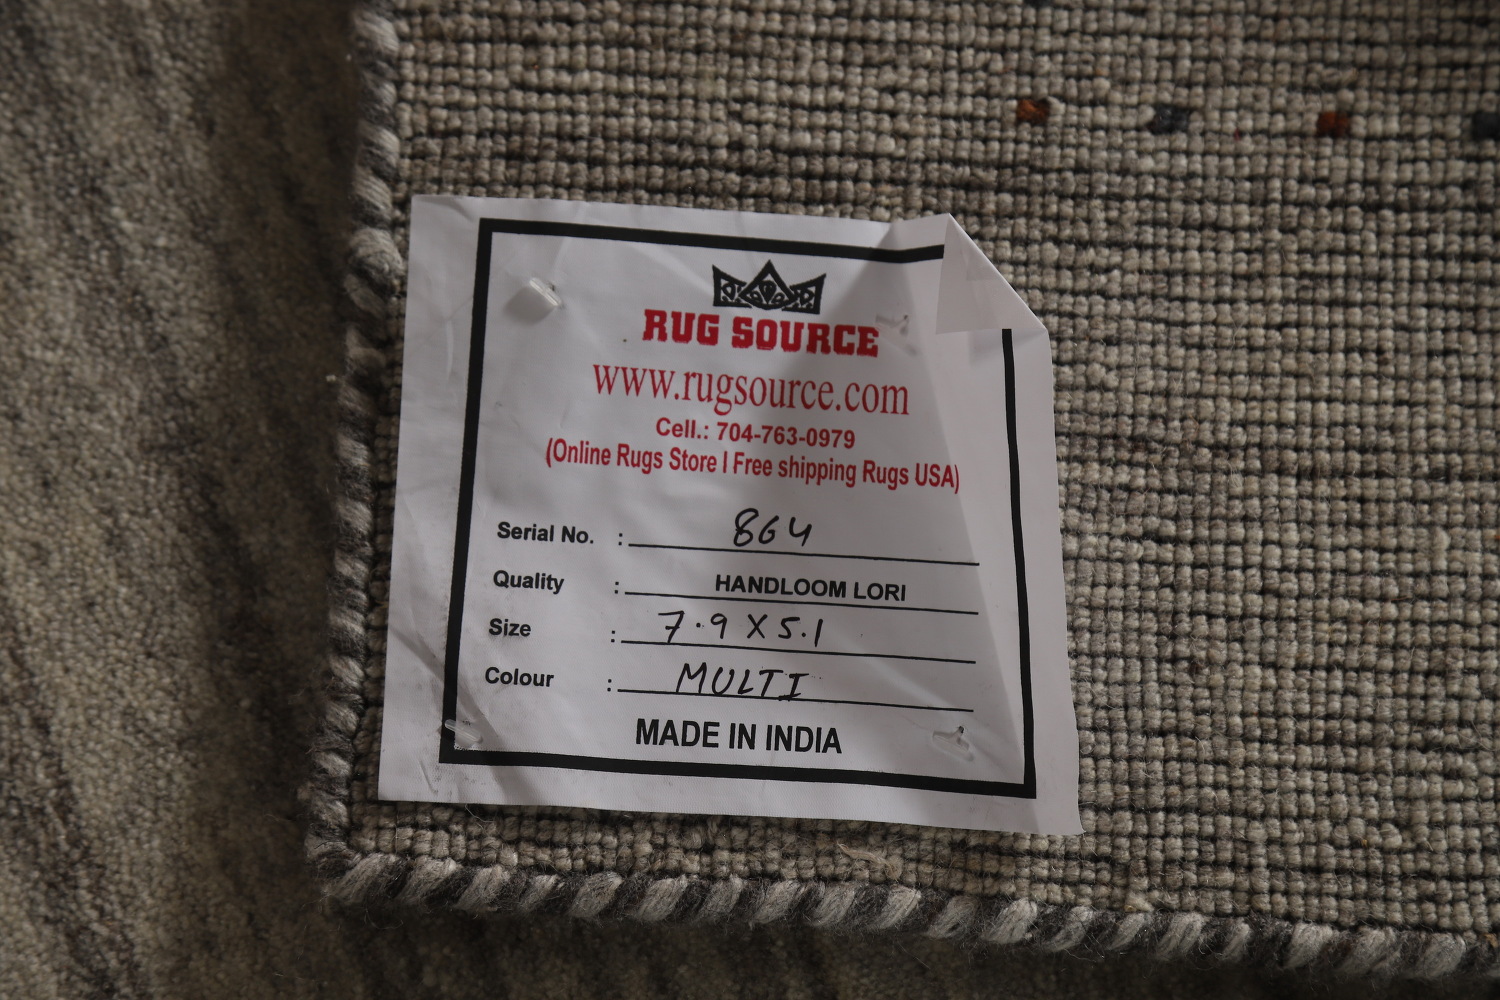 RUG SOURCE
www.rugsource.com
Cell.: 704-763-0979
(Online Rugs Store | Free shipping Rugs USA)
Serial No. : 864
Quality : HANDLOOM LORI
Size : 7.9 X 5.1
Colour : MULTI
MADE IN INDIA